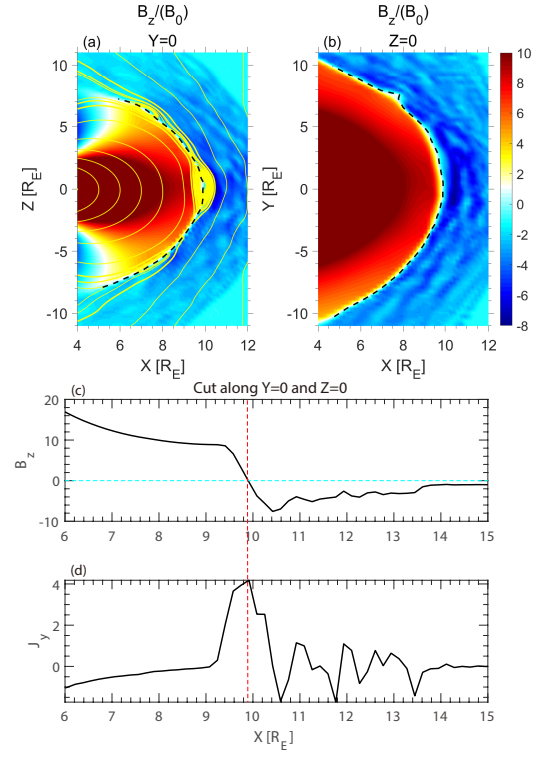 B_z/(B_0) B_z/(B_0)
(a) Y=0 (b) Z=0
10
5
0
-5
-10
Z [R_E]
4 6 8 10 12
X [R_E]
10
5
0
-5
-10
Y [R_E]
4 6 8 10 12
X [R_E]
10
8
6
4
2
0
-2
-4
-6
-8
(c) Cut along Y=0 and Z=0
20
10
0
-10
B_z
6 7 8 9 10 11 12 13 14 15
(d)
4
2
0
J_y
6 7 8 9 10 11 12 13 14 15
X [R_E]